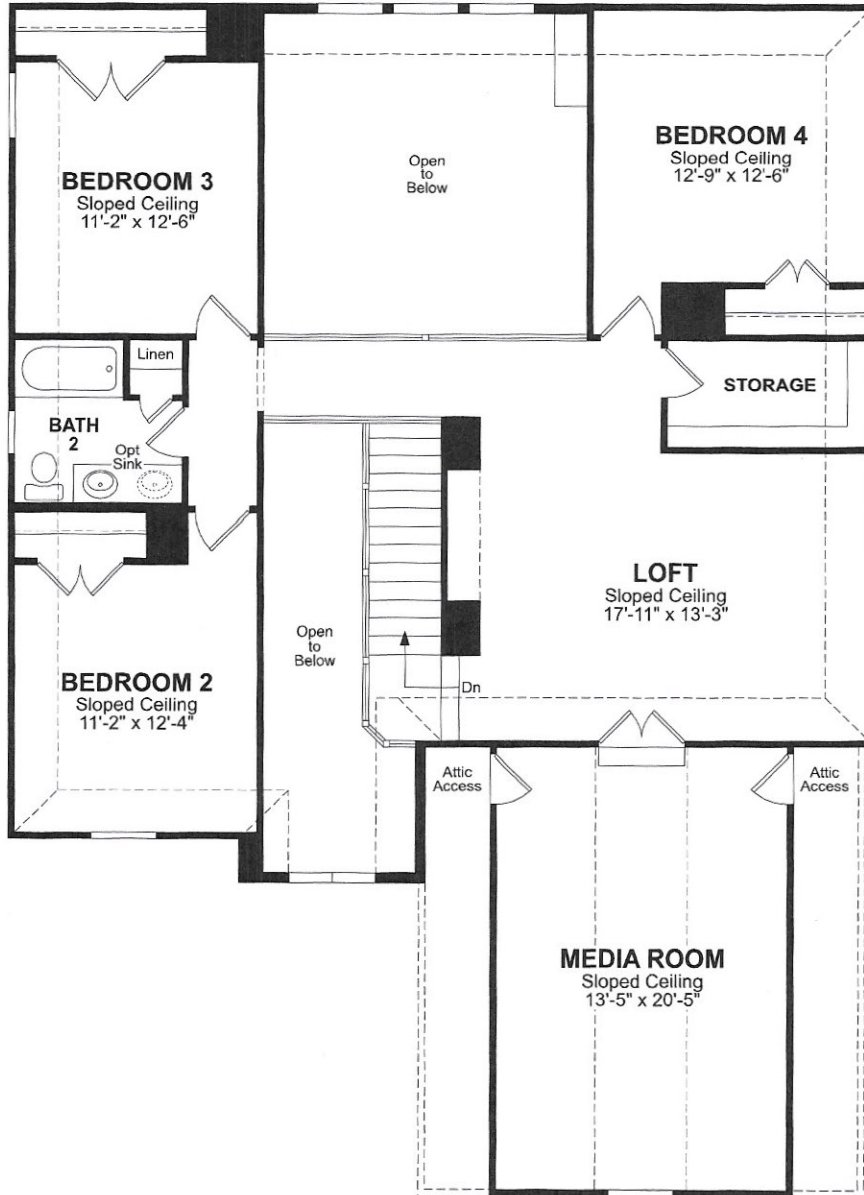 BEDROOM 3
Sloped Ceiling
11'-2" x 12'-6"
Open
to
Below
BEDROOM 4
Sloped Ceiling
12'-9" x 12'-6"
Linen
BATH
2
Opt
Sink
STORAGE
LOFT
Sloped Ceiling
17'-11" x 13'-3"
Open
to
Below
Dn
BEDROOM 2
Sloped Ceiling
11'-2" x 12'-4"
Attic
Access
Attic
Access
MEDIA ROOM
Sloped Ceiling
13'-5" x 20'-5"